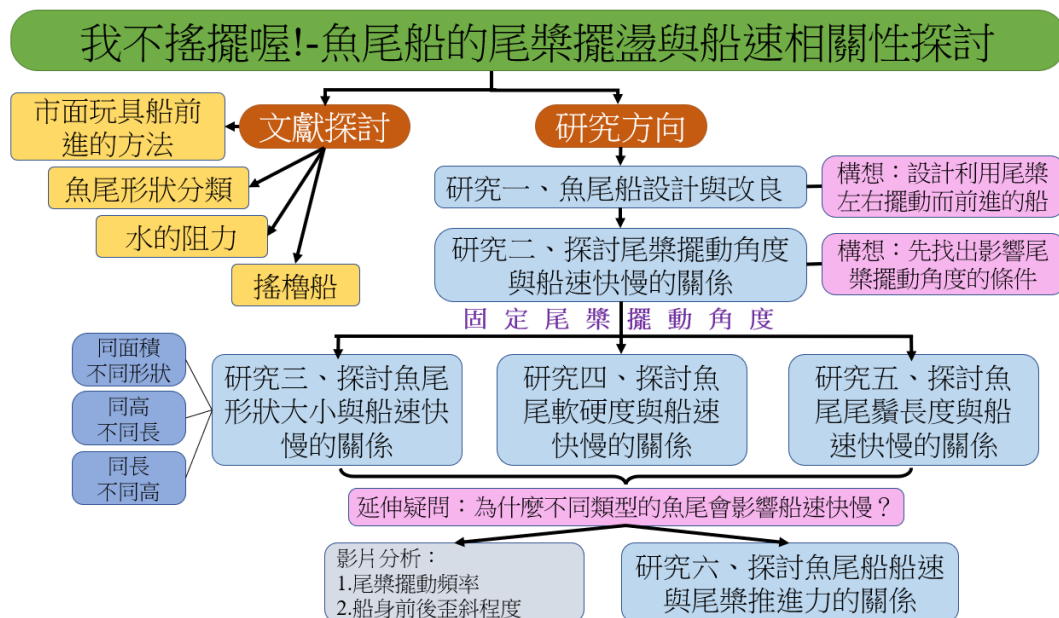 我不搖擺喔!-魚尾船的尾槳擺盪與船速相關性探討
文獻探討
市面玩具船前
進的方法
魚尾形狀分類
水的阻力
搖櫓船
研究方向
研究一、魚尾船設計與改良
構想：設計利用尾槳
左右擺動而前進的船
研究二、探討尾槳擺動角度
與船速快慢的關係
構想：先找出影響尾
槳擺動角度的條件
固定尾槳擺動角度
同面積
不同形狀
同高
不同長
同長
不同高
研究三、探討魚尾
形狀大小與船速快
慢的關係
研究四、探討魚
尾軟硬度與船速
快慢的關係
研究五、探討魚
尾尾鬚長度與船
速快慢的關係
延伸疑問：為什麼不同類型的魚尾會影響船速快慢？
影片分析：
1.尾槳擺動頻率
2.船身前後歪斜程度
研究六、探討魚尾船船速
與尾槳推進力的關係